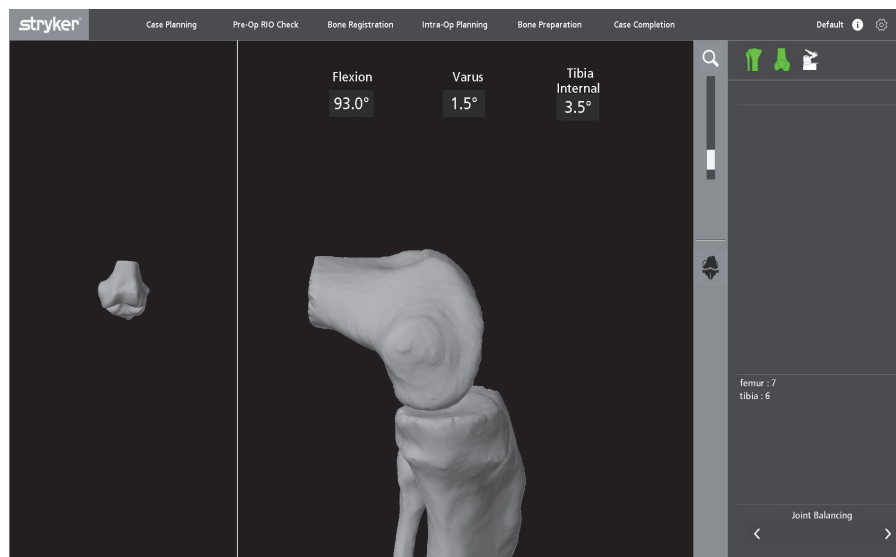 stryker
Case Planning
Pre-Op RIO Check
Bone Registration
Intra-Op Planning
Bone Preparation
Case Completion
Default
Flexion
93.0°
Varus
1.5°
Tibia
Internal
3.5°
femur : 7
tibia : 6
Joint Balancing